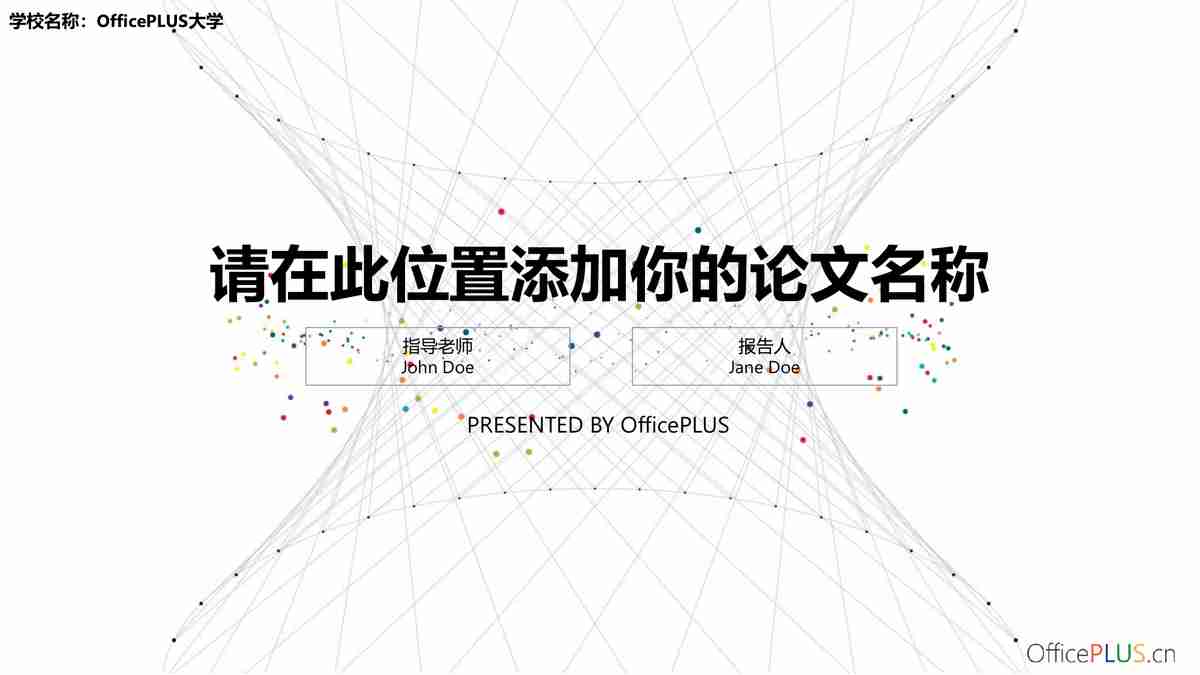 学校名称：OfficePLUS大学
请在此位置添加你的论文名称
指导老师
John Doe
报告人
Jane Doe
PRESENTED BY OfficePLUS
OfficePLUS.cn